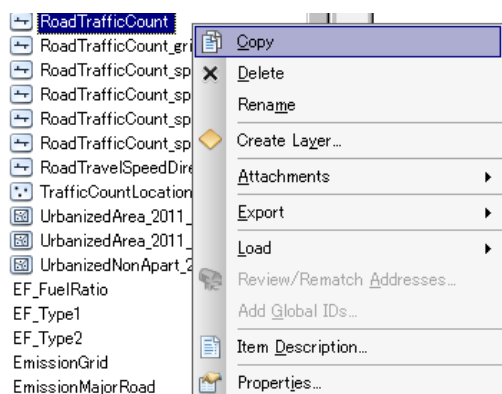 RoadTrafficCount
RoadTrafficCount_gri
RoadTrafficCount_sp
RoadTrafficCount_sp
RoadTrafficCount_sp
RoadTrafficCount_sp
RoadTravelSpeedDire
TrafficCountLocation
UrbanizedArea_2011_
UrbanizedArea_2011_
UrbanizedNonApart_2
EF_FuelRatio
EF_Type1
EF_Type2
EmissionGrid
EmissionMajorRoad
Copy
Delete
Rename
Create Layer...
Attachments
Export
Load
Review/Rematch Addresses...
Add Global IDs...
Item Description...
Properties...